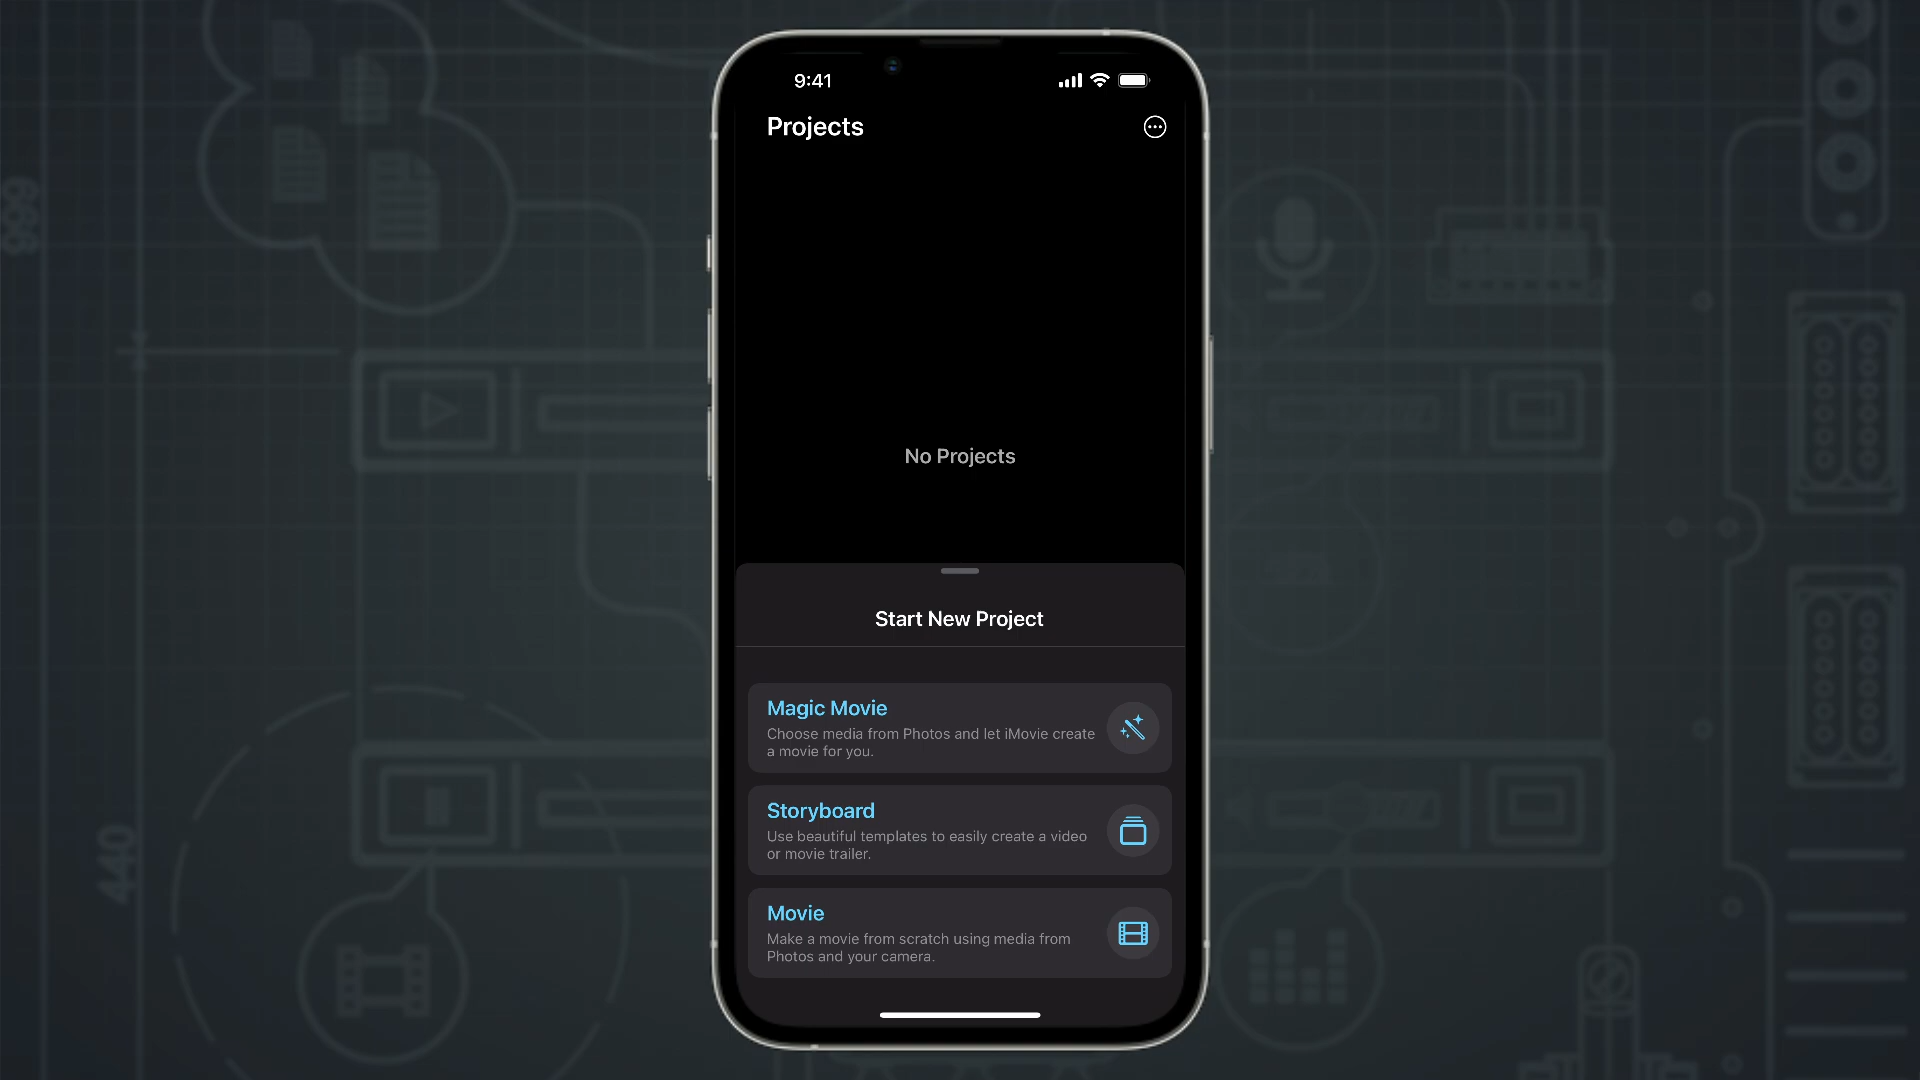 9:41
Projects
No Projects
Start New Project
Magic Movie
Choose media from Photos and let iMovie create
a movie for you.
Storyboard
Use beautiful templates to easily create a video
or movie trailer.
Movie
Make a movie from scratch using media from
Photos and your camera.
440